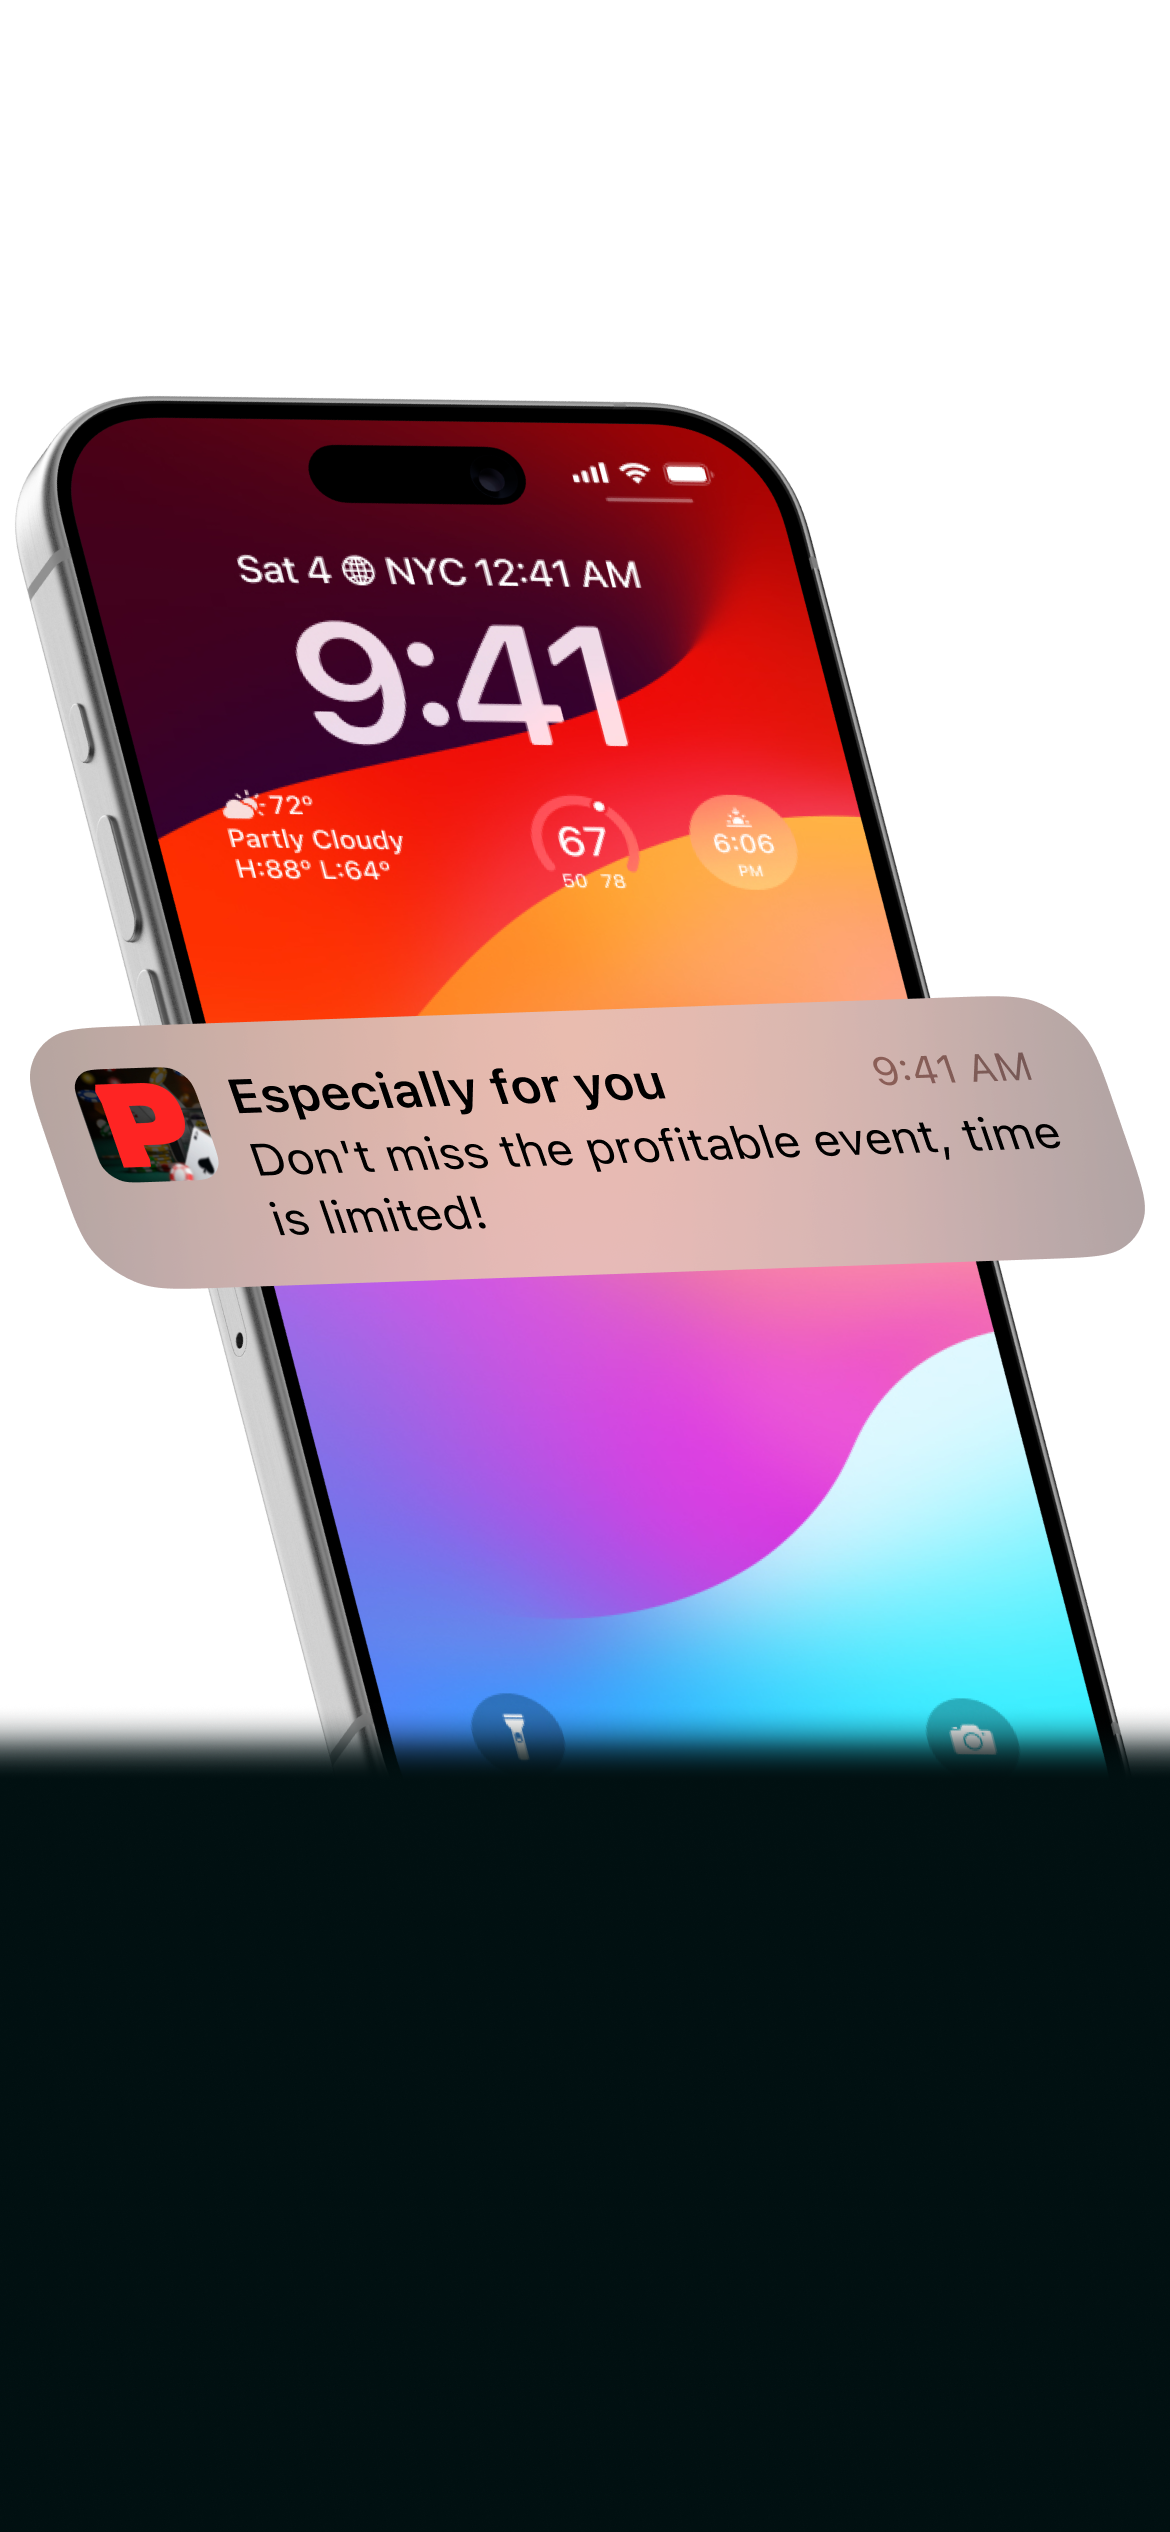 Sat 4 NYC 12:41 AM
9:41
72°
Partly Cloudy
H:88° L:64°
67
50 78
6:06
PM
P
Especially for you
9:41 AM
Don't miss the profitable event, time
is limited!